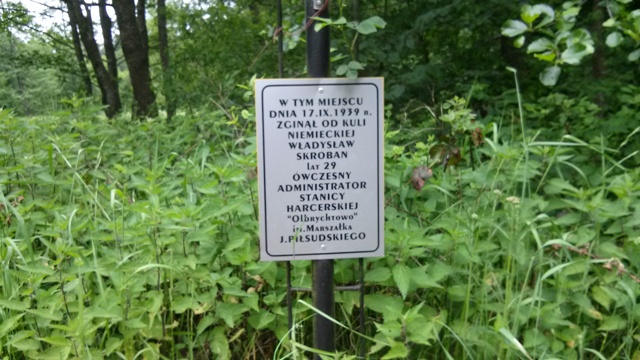 W TYM MIEJSCU
DNIA 17.IX.1939 R.
ZGINĄŁ OD KULI
NIEMIECKIEJ
WŁADYSŁAW
SKROBAN
LAT 29
ÓWCZESNY
ADMINISTRATOR
STANICY
HARCERSKIEJ
"Olbrychtowo"
im. Marszałka
J.PIŁSUDSKIEGO